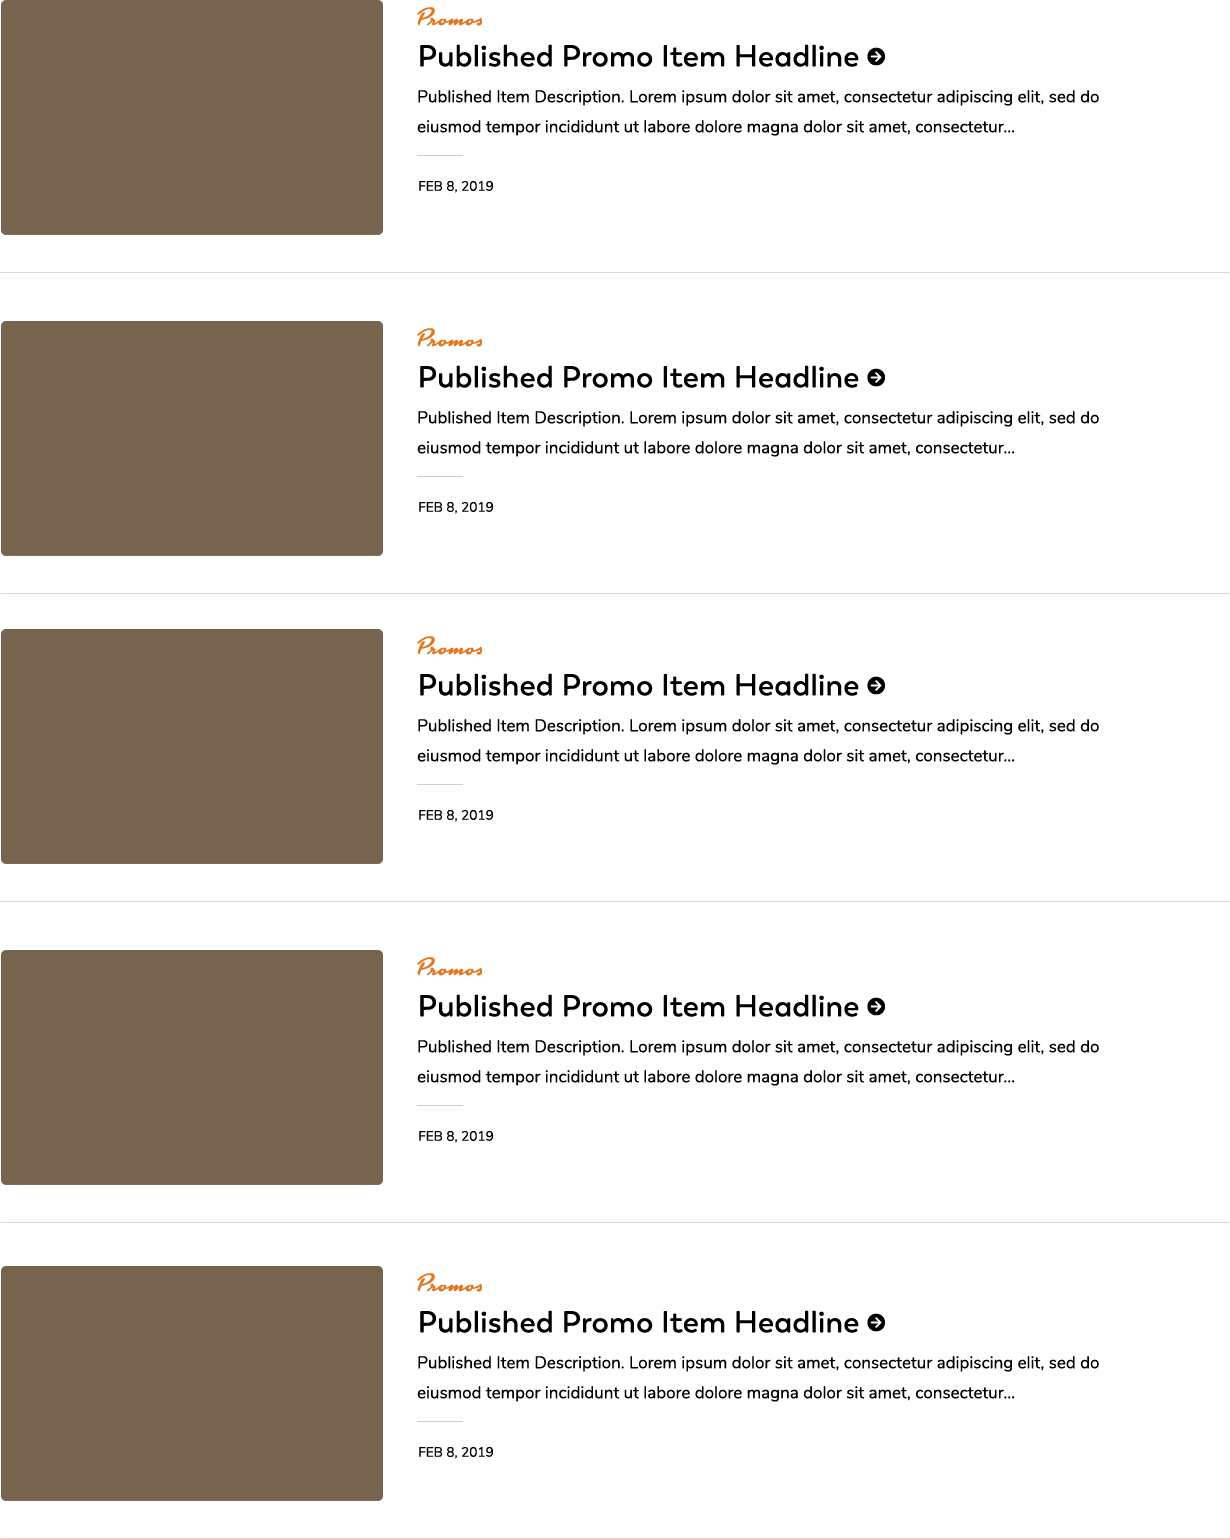 Promos
Published Promo Item Headline
Published Item Description. Lorem ipsum dolor sit amet, consectetur adipiscing elit, sed do
eiusmod tempor incididunt ut labore dolore magna dolor sit amet, consectetur...
FEB 8, 2019
Promos
Published Promo Item Headline
Published Item Description. Lorem ipsum dolor sit amet, consectetur adipiscing elit, sed do
eiusmod tempor incididunt ut labore dolore magna dolor sit amet, consectetur...
FEB 8, 2019
Promos
Published Promo Item Headline
Published Item Description. Lorem ipsum dolor sit amet, consectetur adipiscing elit, sed do
eiusmod tempor incididunt ut labore dolore magna dolor sit amet, consectetur...
FEB 8, 2019
Promos
Published Promo Item Headline
Published Item Description. Lorem ipsum dolor sit amet, consectetur adipiscing elit, sed do
eiusmod tempor incididunt ut labore dolore magna dolor sit amet, consectetur...
FEB 8, 2019
Promos
Published Promo Item Headline
Published Item Description. Lorem ipsum dolor sit amet, consectetur adipiscing elit, sed do
eiusmod tempor incididunt ut labore dolore magna dolor sit amet, consectetur...
FEB 8, 2019